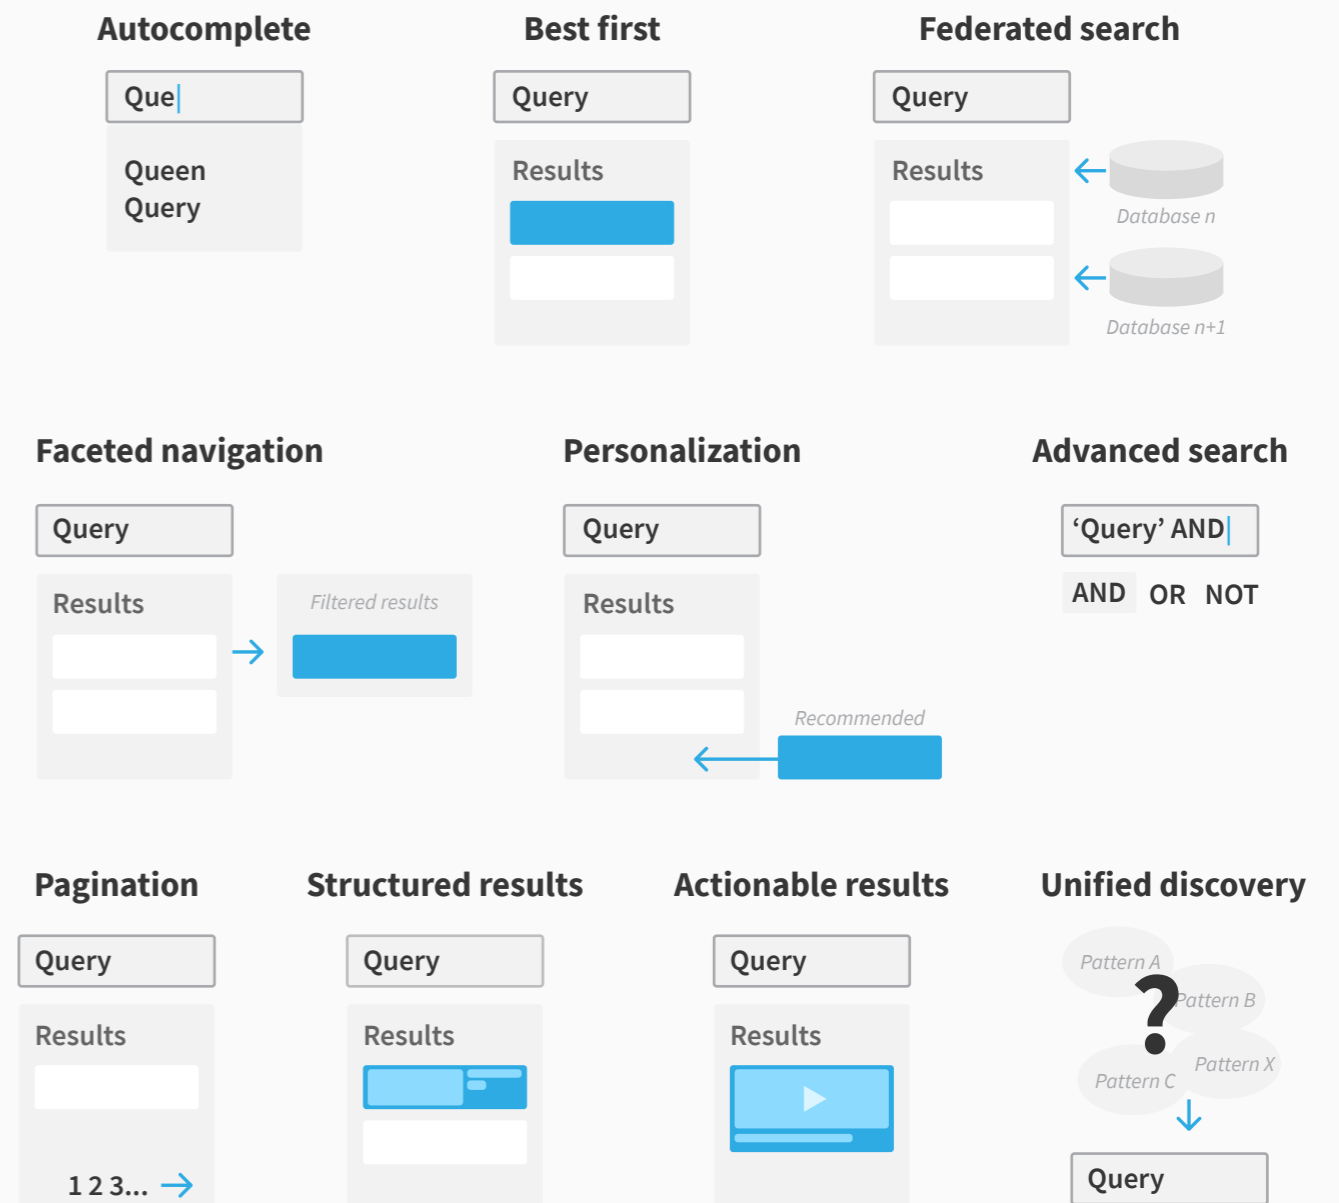 Autocomplete
Que
Queen
Query
Best first
Query
Results
Federated search
Query
Results
Database n
Database n+1
Faceted navigation
Query
Results
Filtered results
Personalization
Query
Results
Recommended
Advanced search
‘Query’ AND
AND OR NOT
Pagination
Query
Results
1 2 3...
Structured results
Query
Results
Actionable results
Query
Results
Unified discovery
Pattern A
?
Pattern B
Pattern X
Pattern C
Query